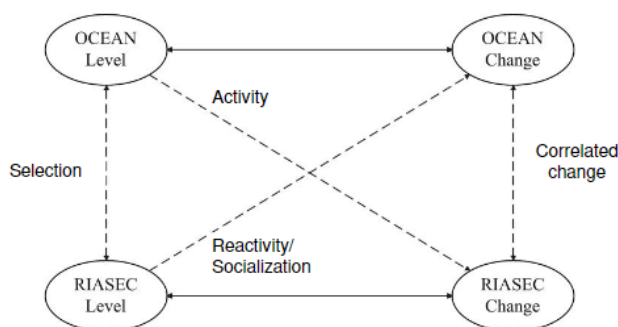 OCEAN
Level
OCEAN
Change
Activity
Selection
Correlated
change
Reactivity/
Socialization
RIASEC
Level
RIASEC
Change